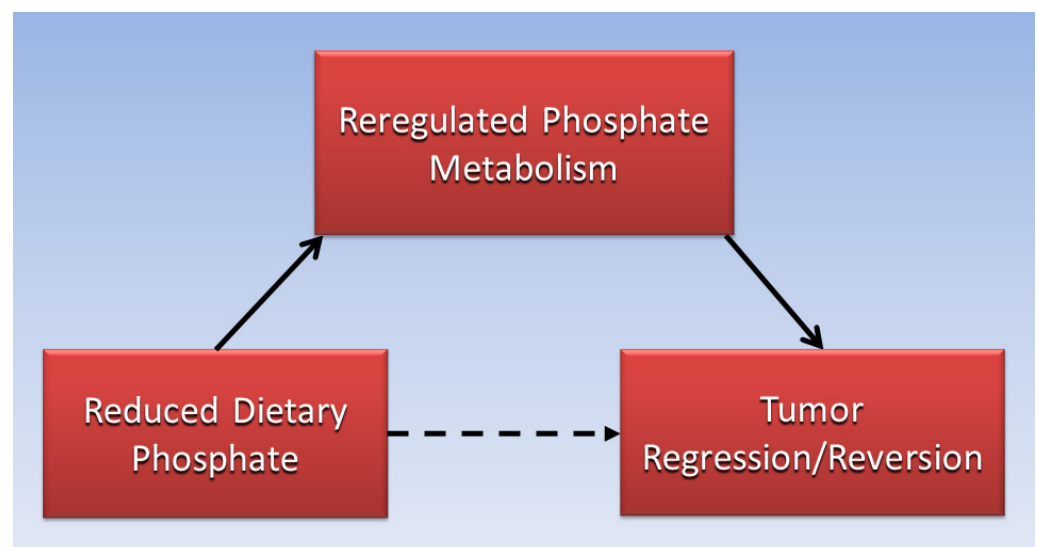 Reregulated Phosphate
Metabolism
Reduced Dietary
Phosphate
Tumor
Regression/Reversion